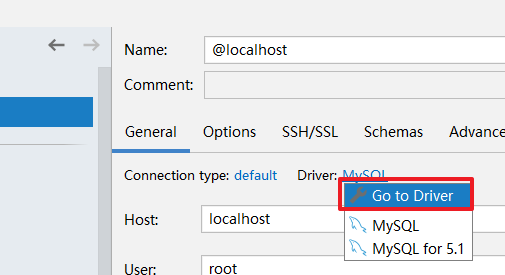 Name: @localhost
Comment:
General Options SSH/SSL Schemas Advance
Connection type: default Driver: MySQL
Go to Driver
Host: localhost
MySQL
MySQL for 5.1
User: root